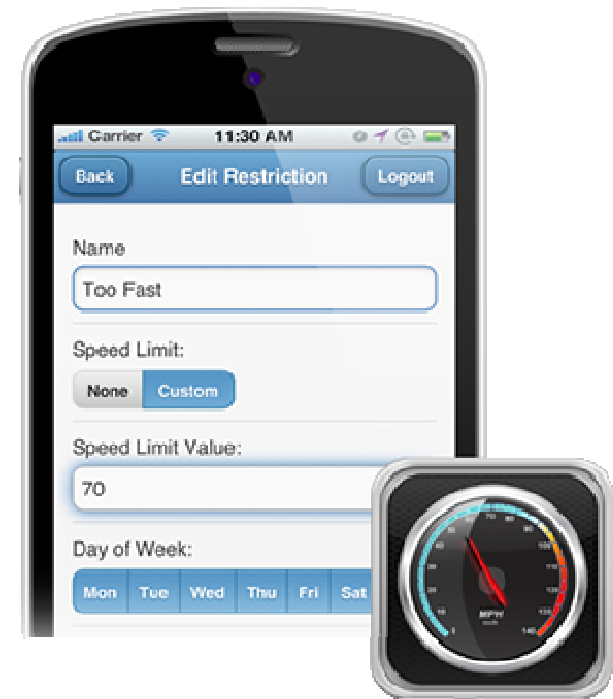 Carrier 11:30 AM
Back Edit Restriction Logout
Name
Too Fast
Speed Limit:
None Custom
Speed Limit Value:
70
Day of Week:
Mon Tue Wed Thu Fri Sat
MPH